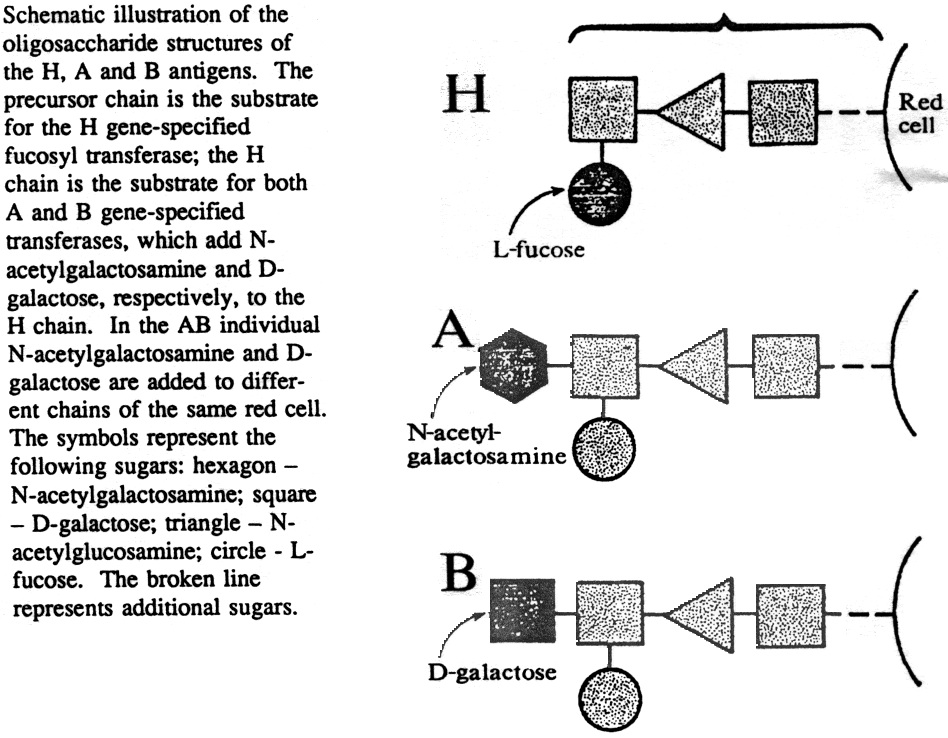 Schematic illustration of the
oligosaccharide structures of
the H, A and B antigens. The
precursor chain is the substrate
for the H gene-specified
fucosyl transferase; the H
chain is the substrate for both
A and B gene-specified
transferases, which add N-
acetylgalactosamine and D-
galactose, respectively, to the
H chain. In the AB individual
N-acetylgalactosamine and D-
galactose are added to differ-
ent chains of the same red cell.
The symbols represent the
following sugars: hexagon –
N-acetylgalactosamine; square
– D-galactose; triangle – N-
acetylglucosamine; circle - L-
fucose. The broken line
represents additional sugars.
H
Red
cell
L-fucose
A
N-acetyl-
galactosamine
B
D-galactose